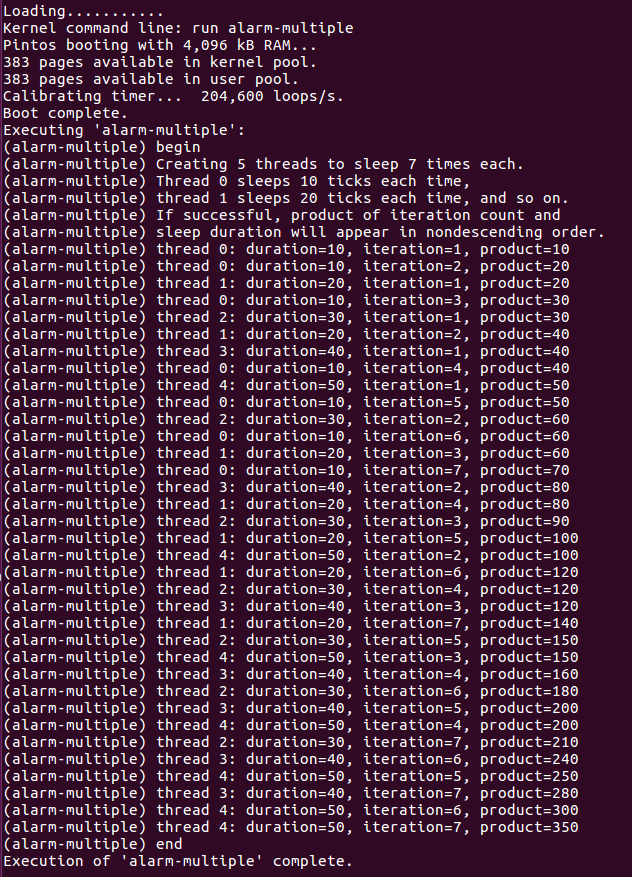 Loading...........
Kernel command line: run alarm-multiple
Pintos booting with 4,096 kB RAM...
383 pages available in kernel pool.
383 pages available in user pool.
Calibrating timer...  204,600 loops/s.
Boot complete.
Executing 'alarm-multiple':
(alarm-multiple) begin
(alarm-multiple) Creating 5 threads to sleep 7 times each.
(alarm-multiple) Thread 0 sleeps 10 ticks each time,
(alarm-multiple) thread 1 sleeps 20 ticks each time, and so on.
(alarm-multiple) If successful, product of iteration count and
(alarm-multiple) sleep duration will appear in nondescending order.
(alarm-multiple) thread 0: duration=10, iteration=1, product=10
(alarm-multiple) thread 0: duration=10, iteration=2, product=20
(alarm-multiple) thread 1: duration=20, iteration=1, product=20
(alarm-multiple) thread 0: duration=10, iteration=3, product=30
(alarm-multiple) thread 2: duration=30, iteration=1, product=30
(alarm-multiple) thread 1: duration=20, iteration=2, product=40
(alarm-multiple) thread 3: duration=40, iteration=1, product=40
(alarm-multiple) thread 0: duration=10, iteration=4, product=40
(alarm-multiple) thread 4: duration=50, iteration=1, product=50
(alarm-multiple) thread 0: duration=10, iteration=5, product=50
(alarm-multiple) thread 2: duration=30, iteration=2, product=60
(alarm-multiple) thread 0: duration=10, iteration=6, product=60
(alarm-multiple) thread 1: duration=20, iteration=3, product=60
(alarm-multiple) thread 0: duration=10, iteration=7, product=70
(alarm-multiple) thread 3: duration=40, iteration=2, product=80
(alarm-multiple) thread 1: duration=20, iteration=4, product=80
(alarm-multiple) thread 2: duration=30, iteration=3, product=90
(alarm-multiple) thread 1: duration=20, iteration=5, product=100
(alarm-multiple) thread 4: duration=50, iteration=2, product=100
(alarm-multiple) thread 1: duration=20, iteration=6, product=120
(alarm-multiple) thread 2: duration=30, iteration=4, product=120
(alarm-multiple) thread 3: duration=40, iteration=3, product=120
(alarm-multiple) thread 1: duration=20, iteration=7, product=140
(alarm-multiple) thread 2: duration=30, iteration=5, product=150
(alarm-multiple) thread 4: duration=50, iteration=3, product=150
(alarm-multiple) thread 3: duration=40, iteration=4, product=160
(alarm-multiple) thread 2: duration=30, iteration=6, product=180
(alarm-multiple) thread 3: duration=40, iteration=5, product=200
(alarm-multiple) thread 4: duration=50, iteration=4, product=200
(alarm-multiple) thread 2: duration=30, iteration=7, product=210
(alarm-multiple) thread 3: duration=40, iteration=6, product=240
(alarm-multiple) thread 4: duration=50, iteration=5, product=250
(alarm-multiple) thread 3: duration=40, iteration=7, product=280
(alarm-multiple) thread 4: duration=50, iteration=6, product=300
(alarm-multiple) thread 4: duration=50, iteration=7, product=350
(alarm-multiple) end
Execution of 'alarm-multiple' complete.